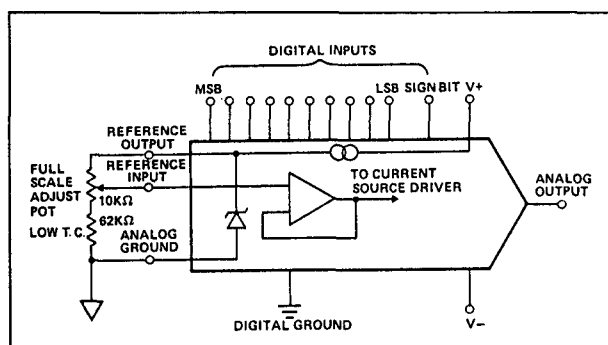 DIGITAL INPUTS
MSB
LSB SIGN BIT V+
REFERENCE
OUTPUT
REFERENCE
INPUT
FULL
SCALE
ADJUST
POT
10KΩ
62KΩ
LOW T.C.
ANALOG
GROUND
TO CURRENT
SOURCE DRIVER
ANALOG
OUTPUT
DIGITAL GROUND
V−